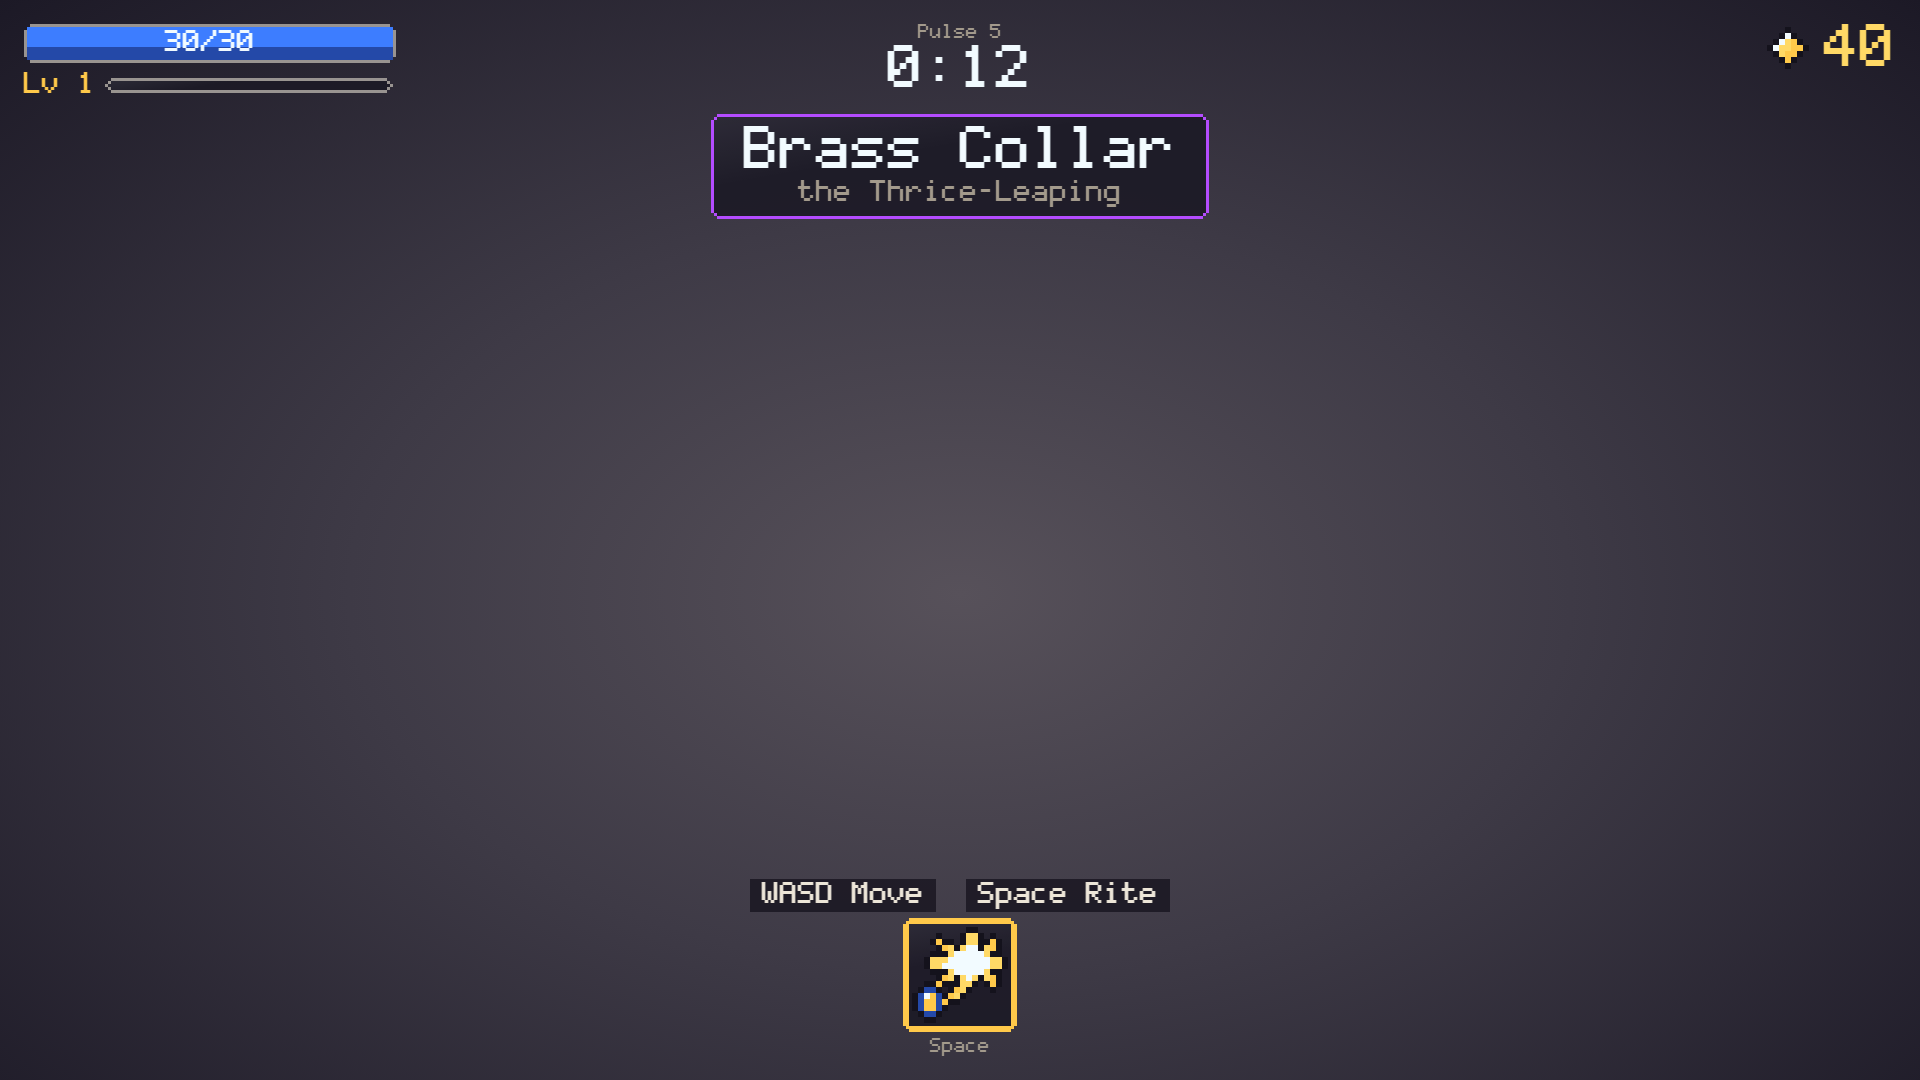 30/30
Lv 1
Pulse 5
0:12
40
Brass Collar
the Thrice-Leaping
WASD Move
Space Rite
Space